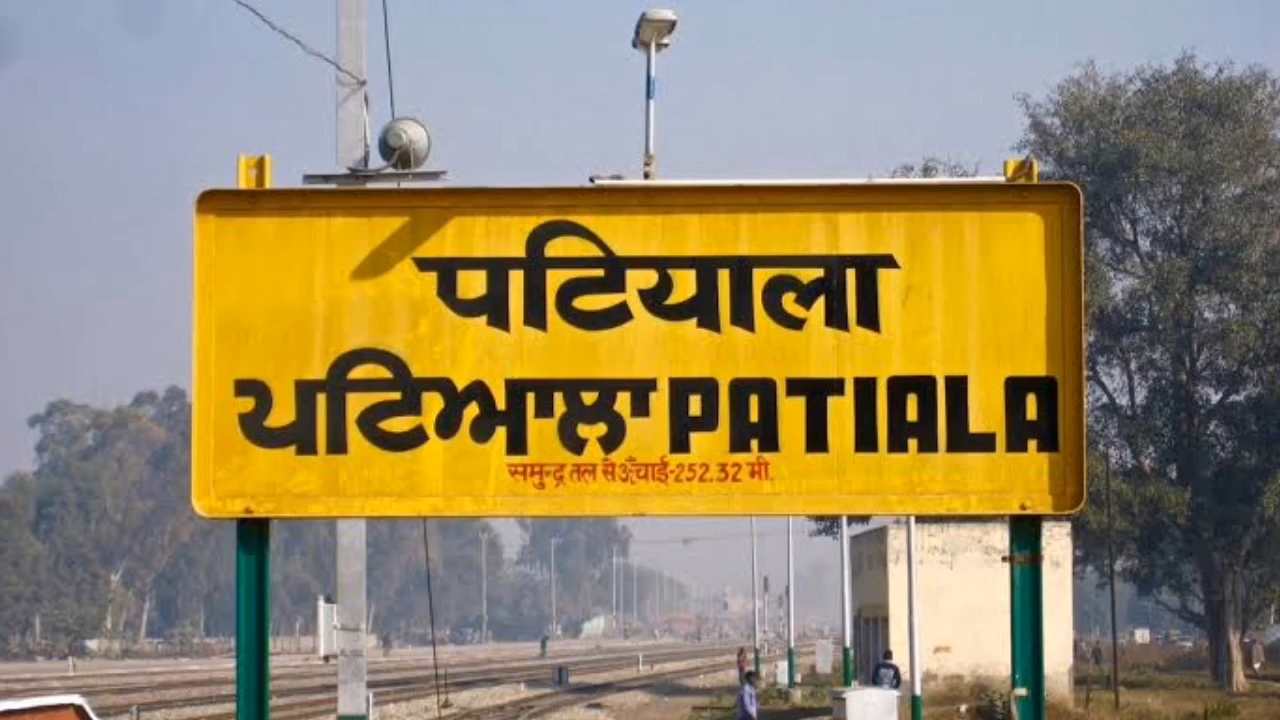 पटियाला
ਪਟਿਆਲਾ PATIALA
समुन्द्र तल से ऊँचाई-252.32 मी.